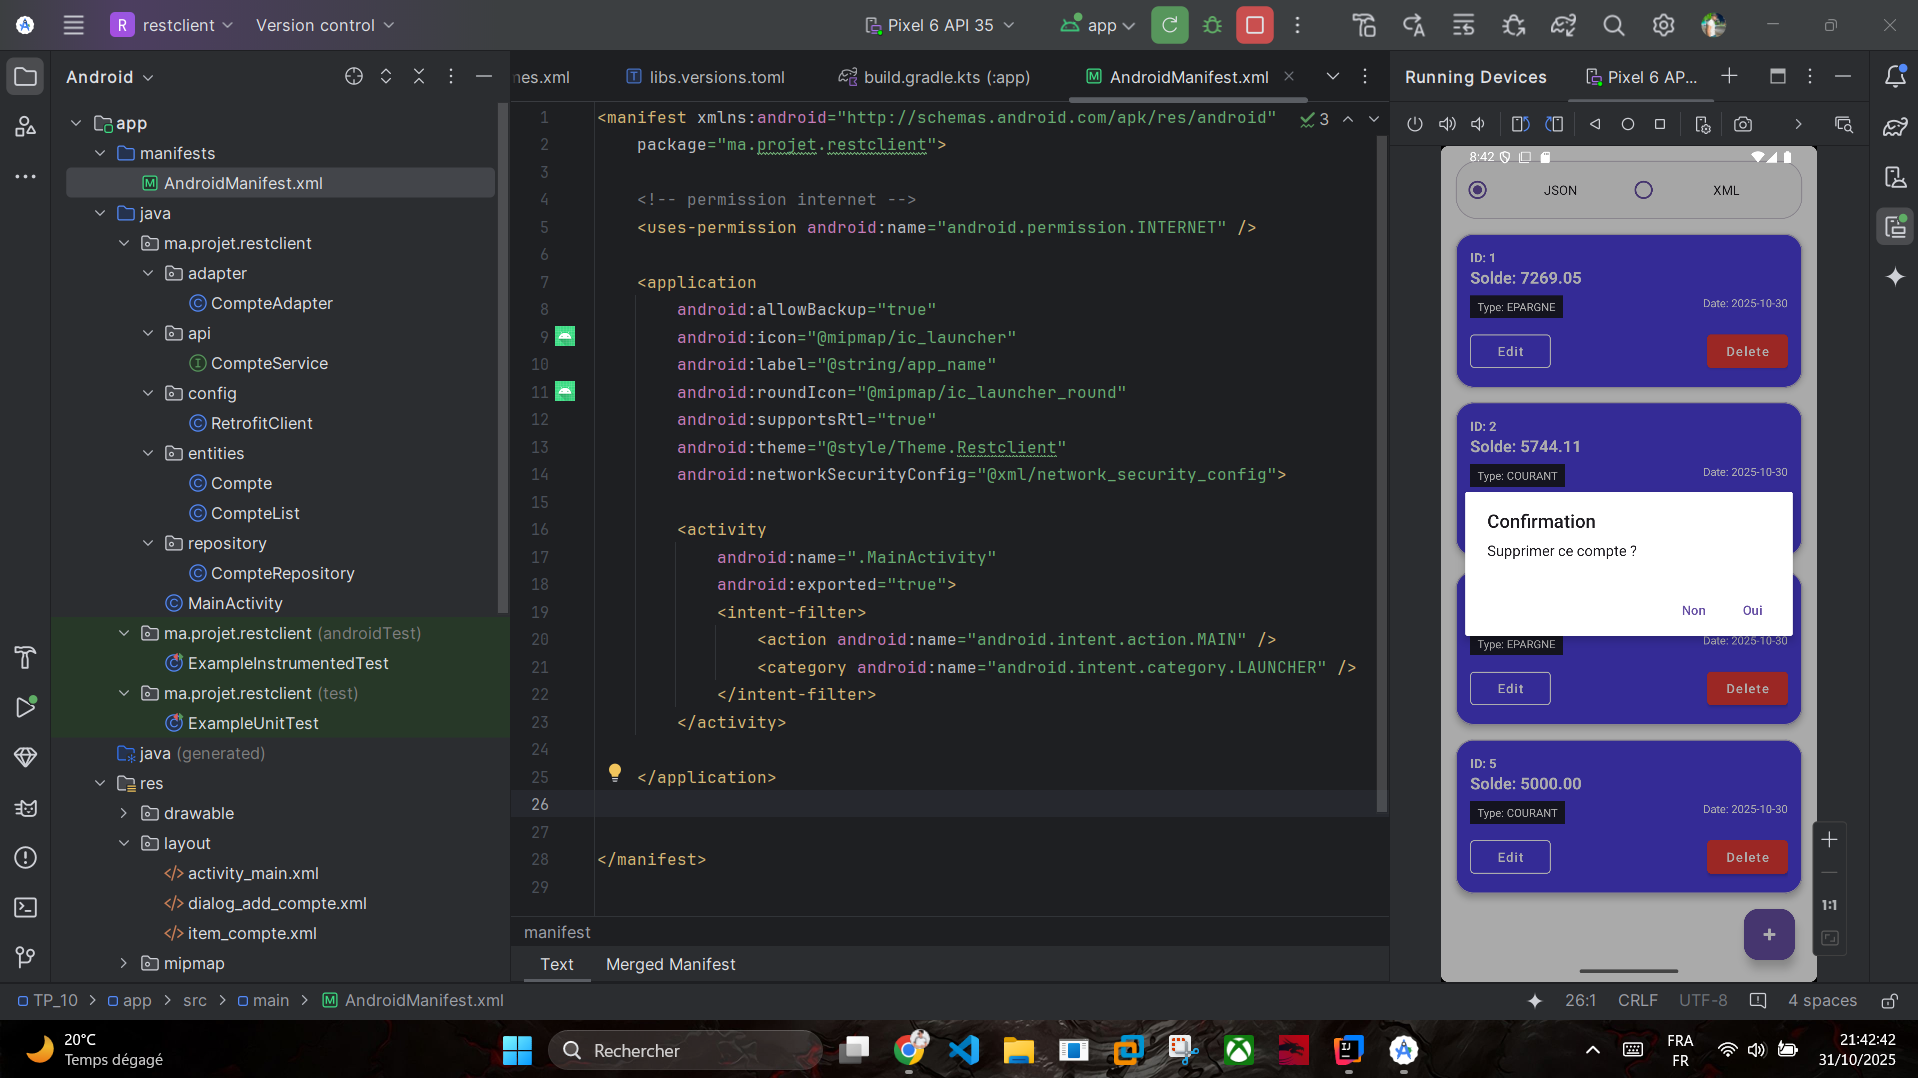 R restclient Version control Pixel 6 API 35 app
Android
mes.xml libs.versions.toml build.gradle.kts (:app) AndroidManifest.xml
Running Devices Pixel 6 AP...
app
manifests
AndroidManifest.xml
java
ma.projet.restclient
adapter
CompteAdapter
api
CompteService
config
RetrofitClient
entities
Compte
CompteList
repository
CompteRepository
MainActivity
ma.projet.restclient (androidTest)
ExampleInstrumentedTest
ma.projet.restclient (test)
ExampleUnitTest
java (generated)
res
drawable
layout
activity_main.xml
dialog_add_compte.xml
item_compte.xml
mipmap
3
1 <manifest xmlns:android="http://schemas.android.com/apk/res/android"
2 package="ma.projet.restclient">
3
4 <!-- permission internet -->
5 <uses-permission android:name="android.permission.INTERNET" />
6
7 <application
8 android:allowBackup="true"
9 android:icon="@mipmap/ic_launcher"
10 android:label="@string/app_name"
11 android:roundIcon="@mipmap/ic_launcher_round"
12 android:supportsRtl="true"
13 android:theme="@style/Theme.Restclient"
14 android:networkSecurityConfig="@xml/network_security_config">
15
16 <activity
17 android:name=".MainActivity"
18 android:exported="true">
19 <intent-filter>
20 <action android:name="android.intent.action.MAIN" />
21 <category android:name="android.intent.category.LAUNCHER" />
22 </intent-filter>
23 </activity>
24
25 </application>
26
27
28 </manifest>
29
manifest
Text Merged Manifest
8:42
JSON XML
ID: 1
Solde: 7269.05
Type: EPARGNE Date: 2025-10-30
Edit Delete
ID: 2
Solde: 5744.11
Type: COURANT Date: 2025-10-30
Confirmation
Supprimer ce compte ?
Non Oui
Type: EPARGNE Date: 2025-10-30
Edit Delete
ID: 5
Solde: 5000.00
Type: COURANT Date: 2025-10-30
Edit Delete
+
1:1
TP_10 > app > src > main > AndroidManifest.xml
26:1 CRLF UTF-8 4 spaces
20°C
Temps dégagé
Rechercher
FRA
FR
21:42:42
31/10/2025